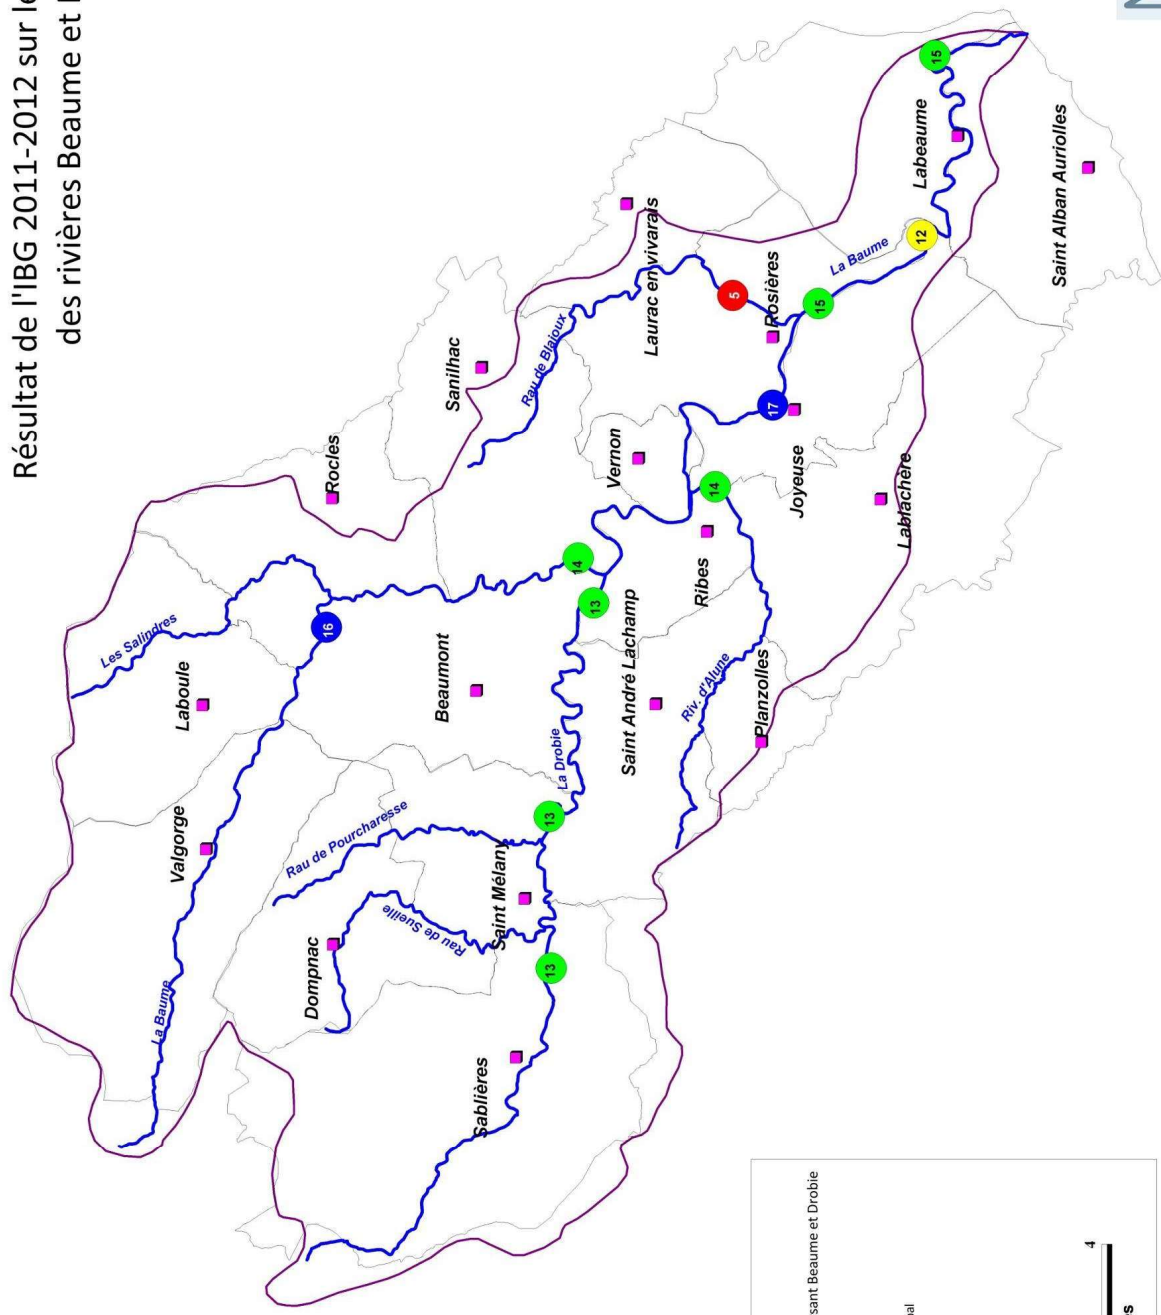 Résultat de l'IBG 2011-2012 sur le
des rivières Beaume et
Rocles
Sanilhac
Les Salindres
Laboule
Valgorge
La Baume
16
Beaumont
Rau de Pourcharesse
Dompnac
Rau de Sueille
Saint Mélany
Sablières
13
13
La Drobie
13
14
Saint André Lachamp
Vernon
Rau de Blajoux
Laurac en vivarais
5
Rosières
15
La Baume
12
Labeaume
15
Saint Alban Auriolles
17
Joyeuse
14
Ribes
Lablachère
Riv. d'Alune
Planzolles
sant Beaume et Drobie
4